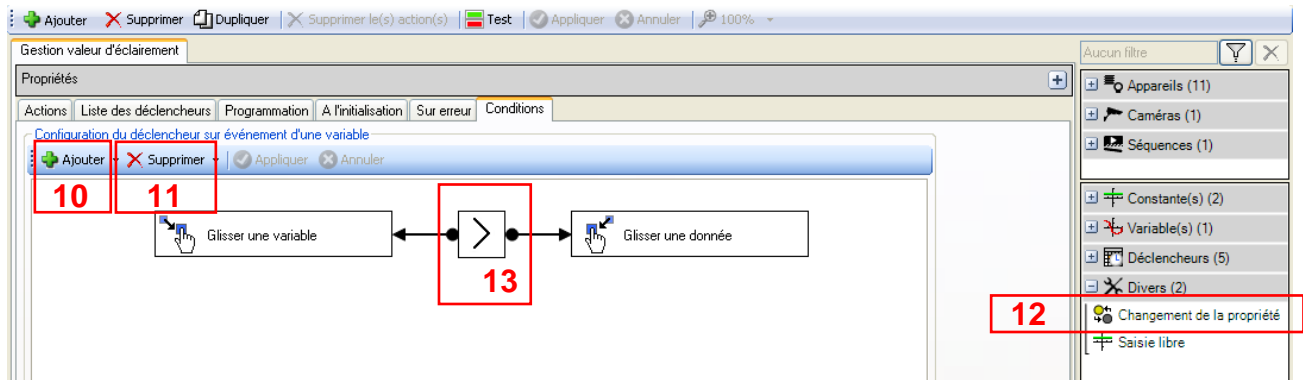 Ajouter Supprimer Dupliquer Supprimer le(s) action(s) Test Appliquer Annuler 100%
Gestion valeur d'éclairement
Propriétés
Actions Liste des déclencheurs Programmation A l'initialisation Sur erreur Conditions
Configuration du déclencheur sur événement d'une variable
Ajouter Supprimer Appliquer Annuler
10 11
Glisser une variable > Glisser une donnée
13
Aucun filtre
Appareils (11)
Caméras (1)
Séquences (1)
Constante(s) (2)
Variable(s) (1)
Déclencheurs (5)
Divers (2)
12 Changement de la propriété
Saisie libre